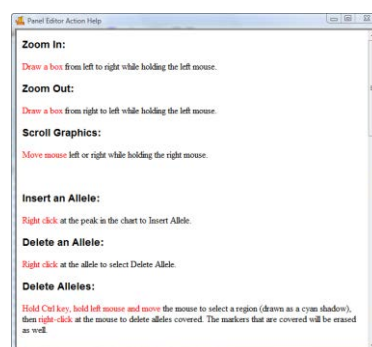 Panel Editor Action Help
Zoom In:
Draw a box from left to right while holding the left mouse.
Zoom Out:
Draw a box from right to left while holding the left mouse.
Scroll Graphics:
Move mouse left or right while holding the right mouse.
Insert an Allele:
Right click at the peak in the chart to Insert Allele.
Delete an Allele:
Right click at the allele to select Delete Allele.
Delete Alleles:
Hold Ctrl key, hold left mouse and move the mouse to select a region (drawn as a cyan shadow),
then right-click at the mouse to delete alleles covered. The markers that are covered will be erased
as well.